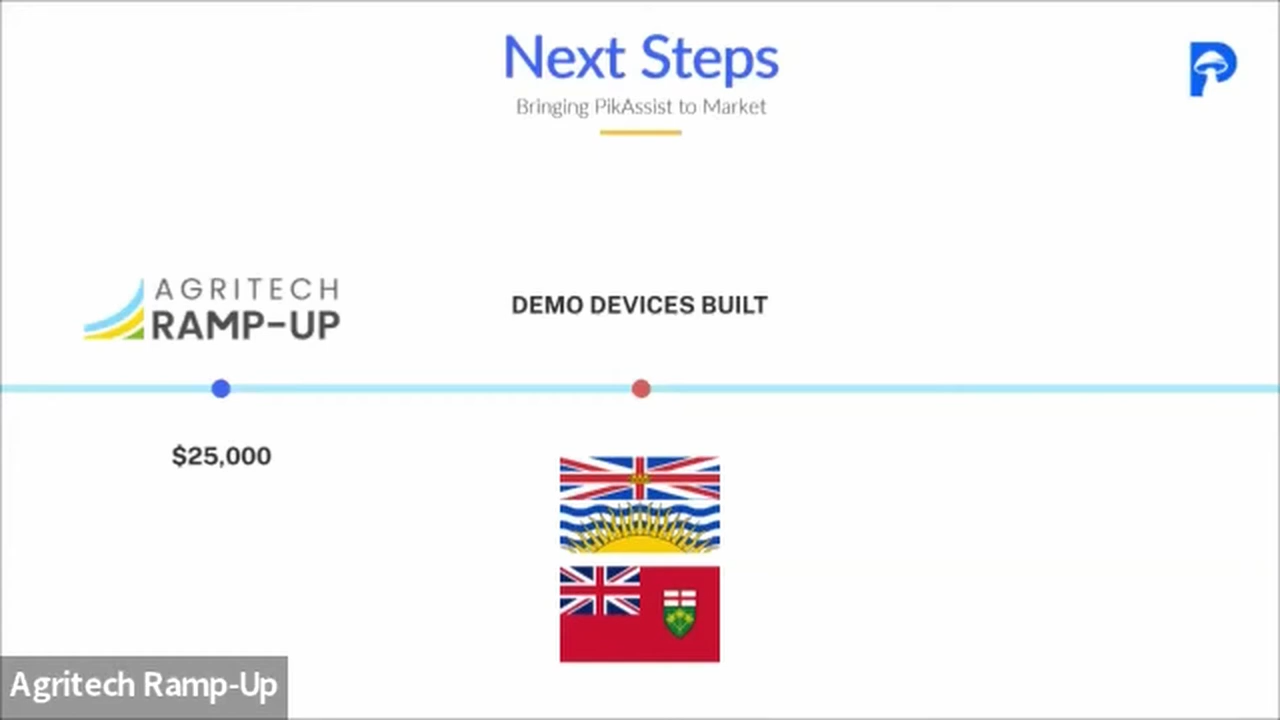 Next Steps
Bringing PikAssist to Market
AGRITECH
RAMP-UP
DEMO DEVICES BUILT
$25,000
Agritech Ramp-Up